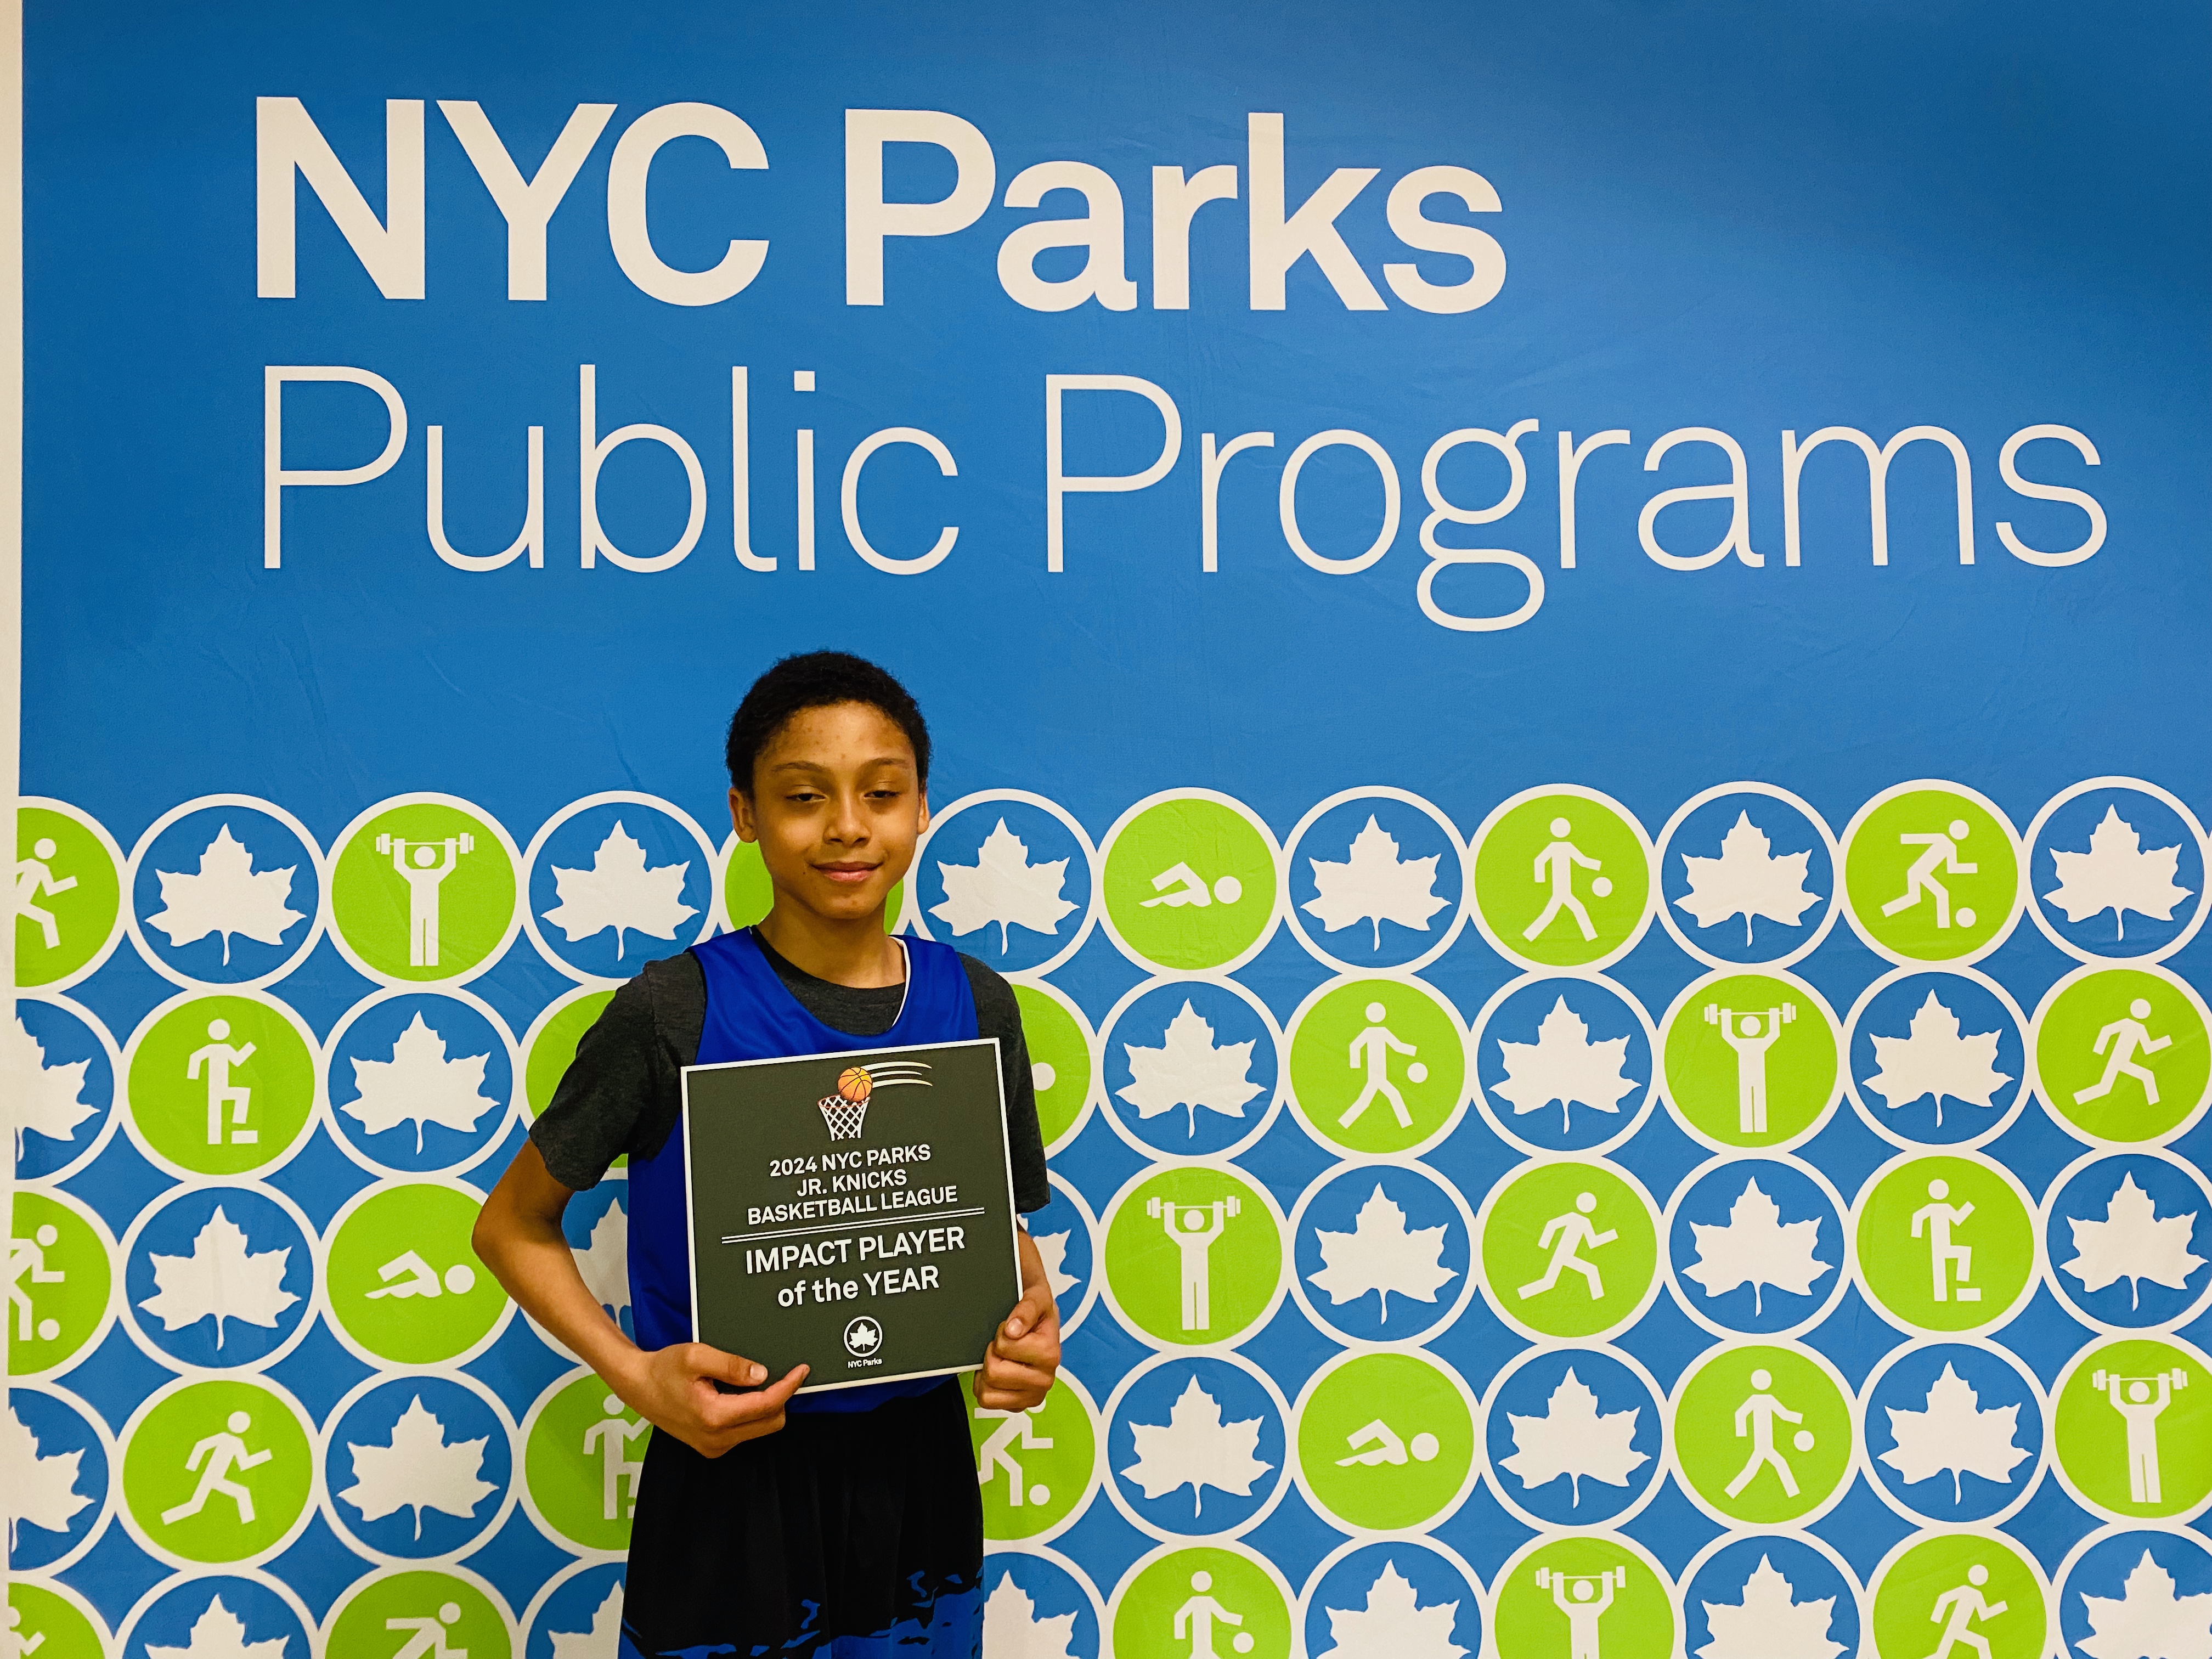 NYC Parks
Public Programs
2024 NYC PARKS
JR. KNICKS
BASKETBALL LEAGUE
IMPACT PLAYER
of the YEAR
NYC Parks